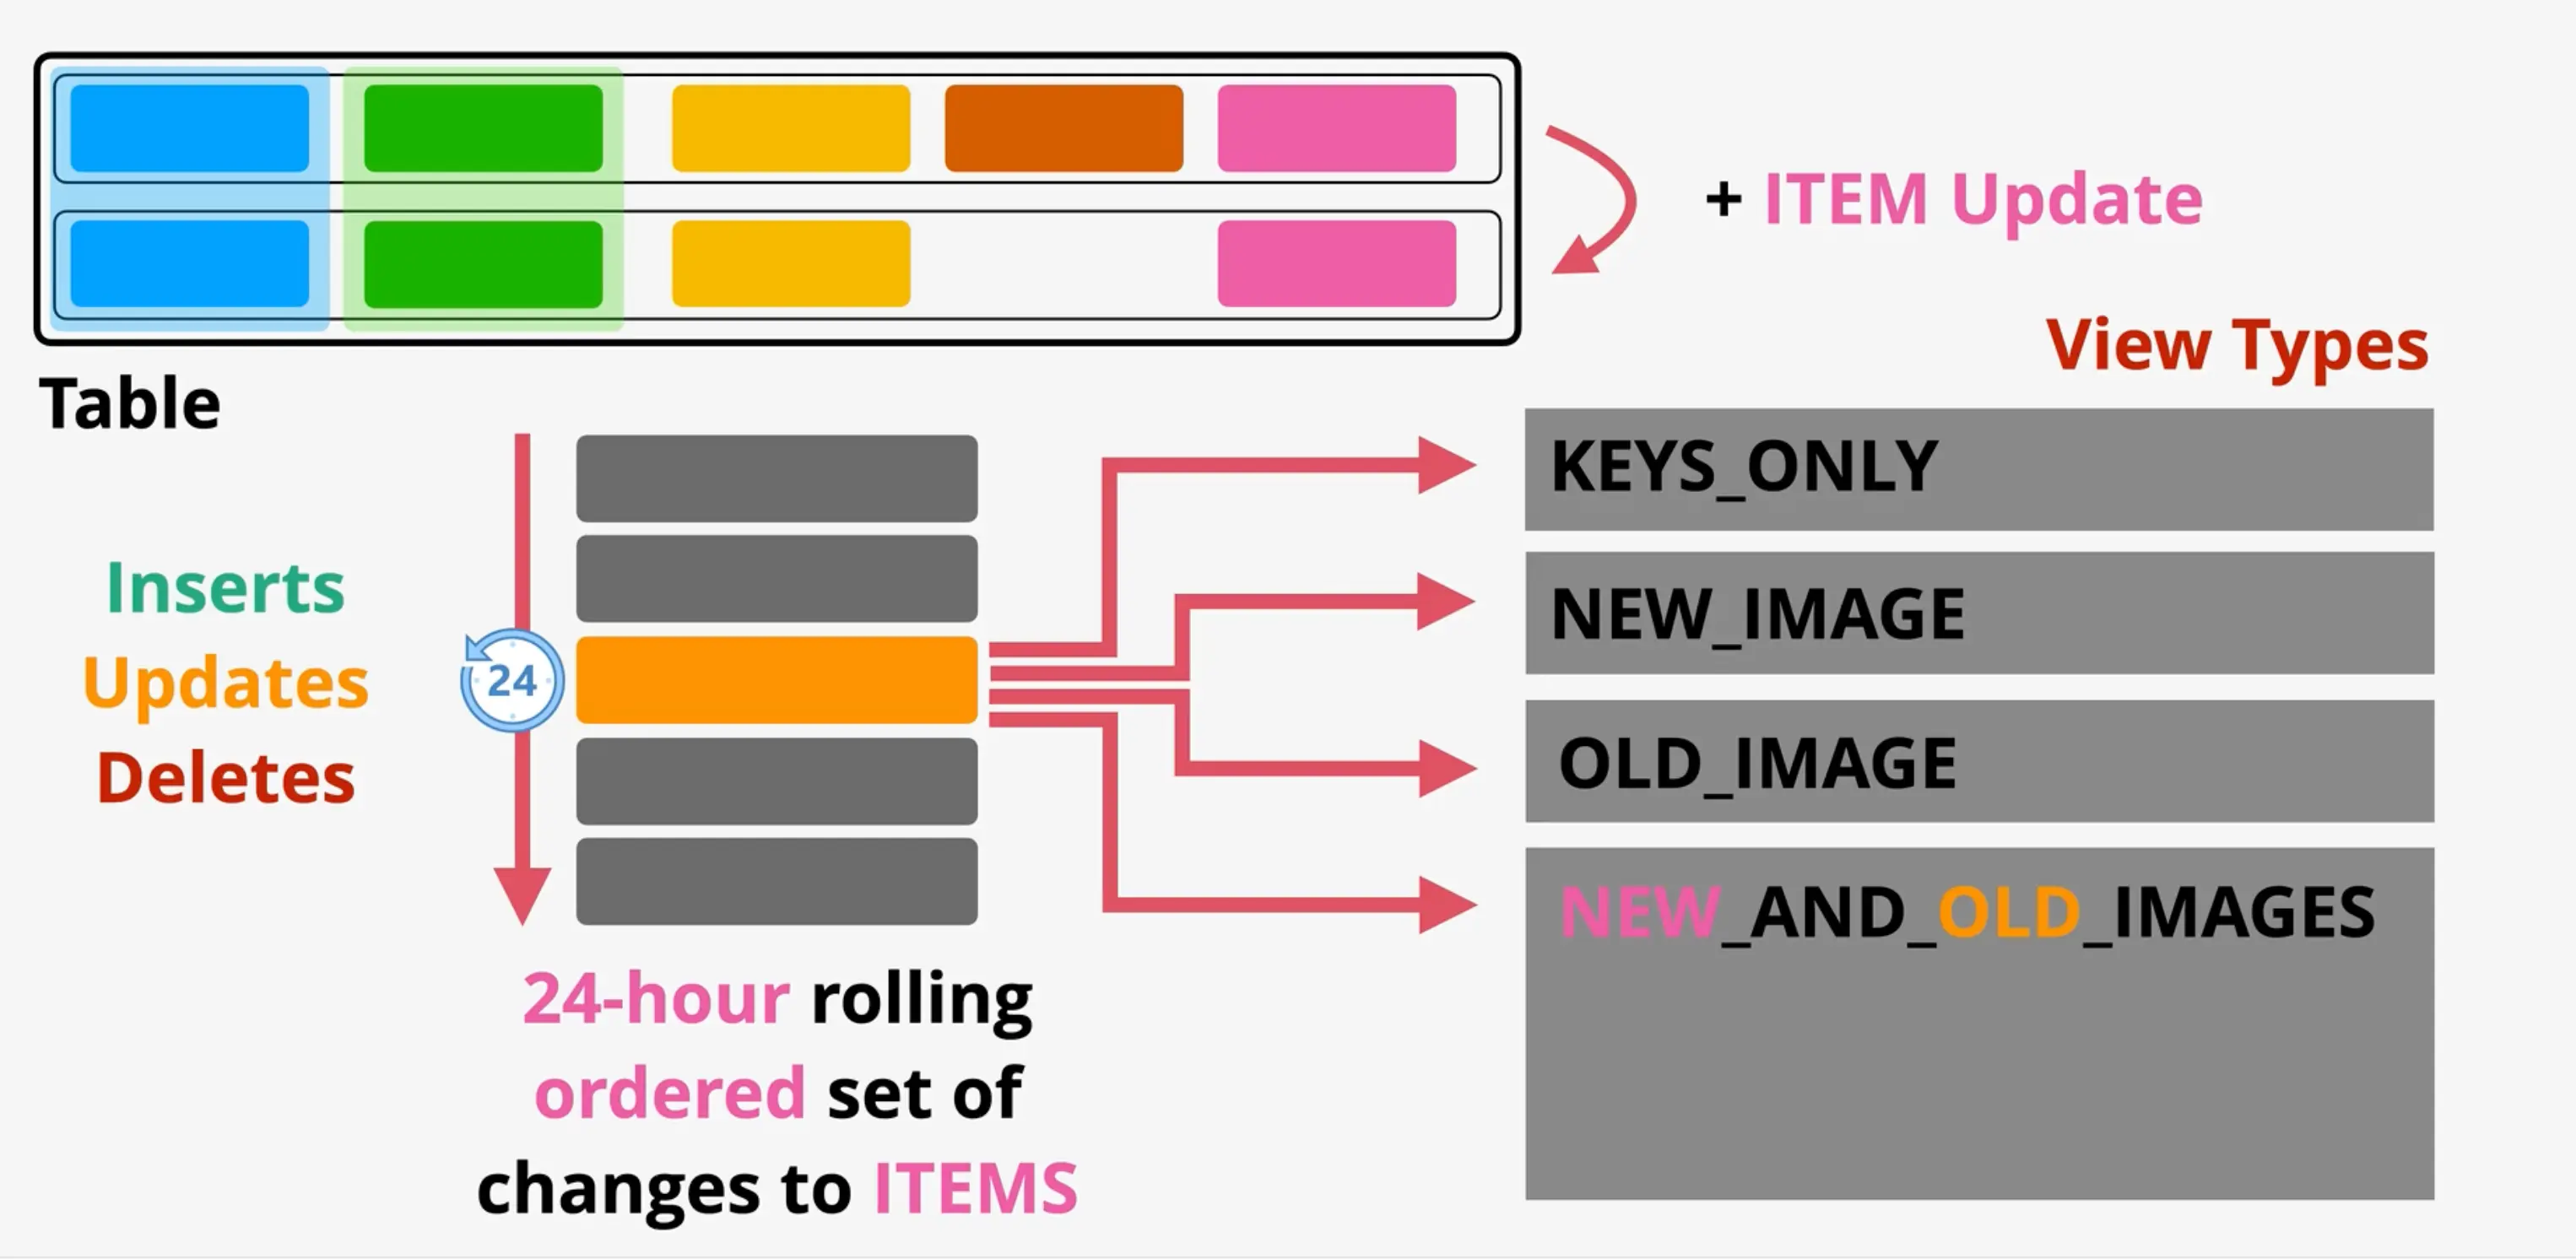 + ITEM Update
View Types
Table
KEYS_ONLY
NEW_IMAGE
OLD_IMAGE
NEW_AND_OLD_IMAGES
Inserts
Updates
Deletes
24
24-hour rolling
ordered set of
changes to ITEMS